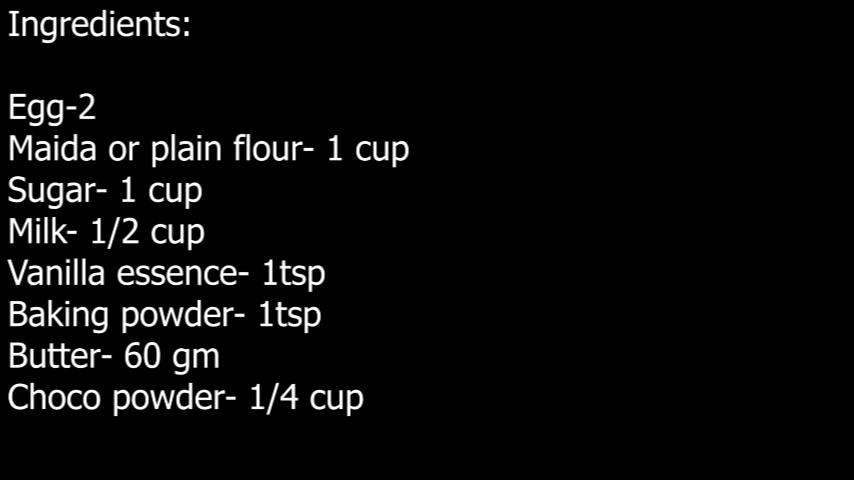 Ingredients:
Egg-2
Maida or plain flour- 1 cup
Sugar- 1 cup
Milk- 1/2 cup
Vanilla essence- 1tsp
Baking powder- 1tsp
Butter- 60 gm
Choco powder- 1/4 cup